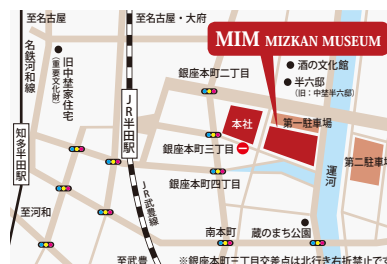 至名古屋
至名古屋・大府
MIM MIZKAN MUSEUM
名鉄河和線
旧中埜家住宅
(重要文化財)
酒の文化館
半六邸
(旧：中埜半六邸)
銀座本町二丁目
JR半田駅
本社
第一駐車場
銀座本町三丁目
知多半田駅
第二駐車場
運河
銀座本町四丁目
JR武豊線
至河和
南本町
蔵のまち公園
至武豊
※銀座本町三丁目交差点は北行き右折禁止です